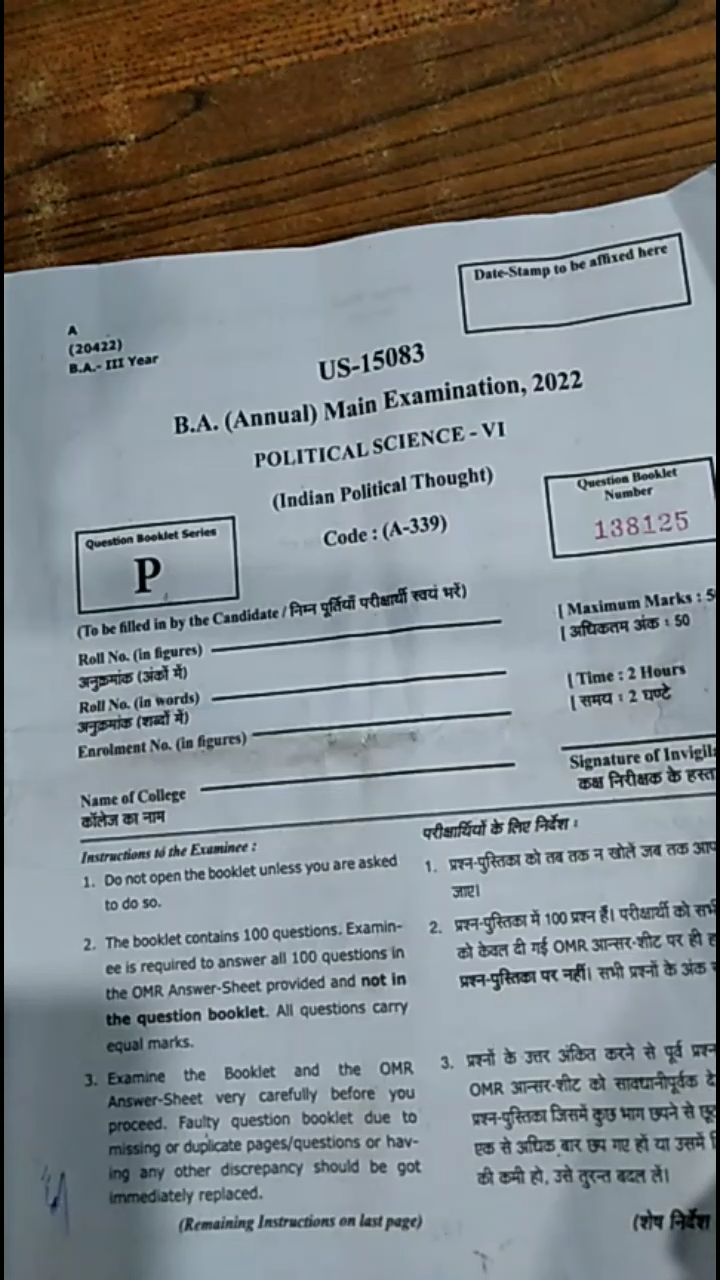 Date-Stamp to be affixed here
A
(20422)
B.A.- III Year
US-15083
B.A. (Annual) Main Examination, 2022
POLITICAL SCIENCE - VI
(Indian Political Thought)
Code : (A-339)
Question Booklet Series
P
Question Booklet
Number
138125
(To be filled in by the Candidate / निम्न पूर्तियाँ परीक्षार्थी स्वयं भरें)
Roll No. (in figures)
अनुक्रमांक (अंकों में)
Roll No. (in words)
अनुक्रमांक (शब्दों में)
Enrolment No. (in figures)
Name of College
कॉलेज का नाम
[ Maximum Marks : 5
[ अधिकतम अंक : 50
[ Time : 2 Hours
[ समय : 2 घण्टे
Signature of
कक्ष निरीक्षक के
Instructions to the Examinee :
1. Do not open the booklet unless you are asked
to do so.
2. The booklet contains 100 questions. Examin-
ee is required to answer all 100 questions in
the OMR Answer-Sheet provided and not in
the question booklet. All questions carry
equal marks.
3. Examine the Booklet and the OMR
Answer-Sheet very carefully before you
proceed. Faulty question booklet due to
missing or duplicate pages/questions or hav-
ing any other discrepancy should be got
immediately replaced.
(Remaining Instructions on last page)
परीक्षार्थियों के लिए निर्देश :
1. प्रश्न-पुस्तिका को तब तक न खोलें जब तक
जाए।
2. प्रश्न-पुस्तिका में 100 प्रश्न हैं। परीक्षार्थी को
को केवल दी गई OMR आन्सर-शीट पर ही
प्रश्न-पुस्तिका पर नहीं। सभी प्रश्नों के अंक
3. प्रश्नों के उत्तर अंकित करने से पूर्व
OMR आन्सर-शीट को सावधानीपूर्वक
प्रश्न-पुस्तिका जिसमें कुछ भाग छपने से
एक से अधिक बार छप गए हों या उसमें
की कमी हो, उसे तुरन्त बदल लें।
(शेष निर्देश